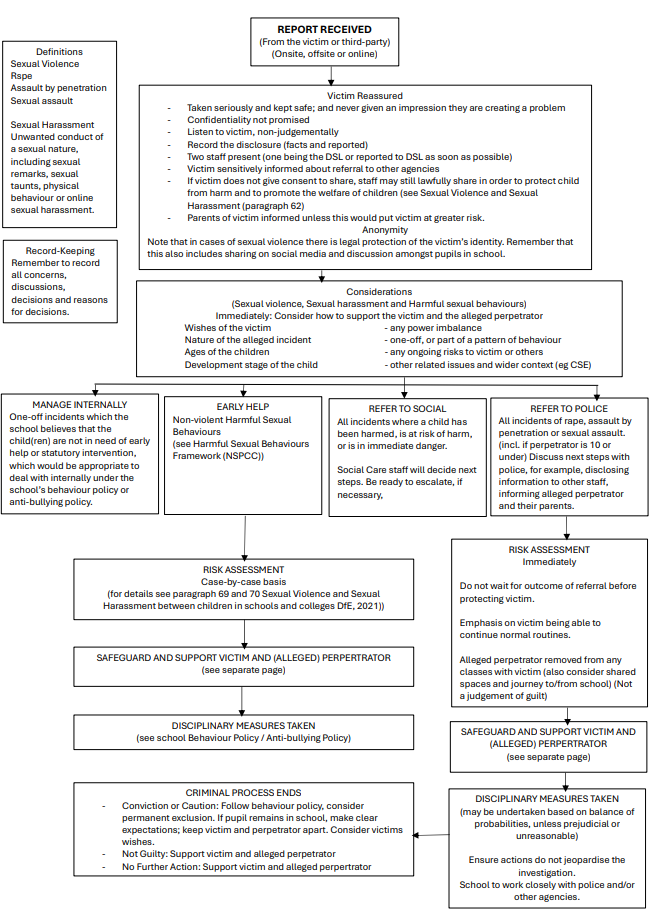 REPORT RECEIVED
(From the victim or third-party)
(Onsite, offsite or online)
Definitions
Sexual Violence
Rspe
Assault by penetration
Sexual assault
Sexual Harassment
Unwanted conduct of
a sexual nature,
including sexual
remarks, sexual
taunts, physical
behaviour or online
sexual harassment.
Record-Keeping
Remember to record
all concerns,
discussions,
decisions and reasons
for decisions.
Victim Reassured
- Taken seriously and kept safe; and never given an impression they are creating a problem
- Confidentiality not promised
- Listen to victim, non-judgementally
- Record the disclosure (facts and reported)
- Two staff present (one being the DSL or reported to DSL as soon as possible)
- Victim sensitively informed about referral to other agencies
- If victim does not give consent to share, staff may still lawfully share in order to protect child
from harm and to promote the welfare of children (see Sexual Violence and Sexual
Harassment (paragraph 62)
- Parents of victim informed unless this would put victim at greater risk.
Anonymity
Note that in cases of sexual violence there is legal protection of the victim's identity. Remember that
this also includes sharing on social media and discussion amongst pupils in school.
Considerations
(Sexual violence, Sexual harassment and Harmful sexual behaviours)
Immediately: Consider how to support the victim and the alleged perpetrator
Wishes of the victim - any power imbalance
Nature of the alleged incident - one-off, or part of a pattern of behaviour
Ages of the children - any ongoing risks to victim or others
Development stage of the child - other related issues and wider context (eg CSE)
MANAGE INTERNALLY
One-off incidents which the
school believes that the
child(ren) are not in need of early
help or statutory intervention,
which would be appropriate to
deal with internally under the
school's behaviour policy or
anti-bullying policy.
EARLY HELP
Non-violent Harmful Sexual
Behaviours
(see Harmful Sexual Behaviours
Framework (NSPCC))
REFER TO SOCIAL
All incidents where a child has
been harmed, is at risk of harm,
or is in immediate danger.
Social Care staff will decide next
steps. Be ready to escalate, if
necessary,
REFER TO POLICE
All incidents of rape, assault by
penetration or sexual assault.
(incl. if perpetrator is 10 or
under) Discuss next steps with
police, for example, disclosing
information to other staff,
informing alleged perpetrator
and their parents.
RISK ASSESSMENT
Case-by-case basis
(for details see paragraph 69 and 70 Sexual Violence and Sexual
Harassment between children in schools and colleges DfE, 2021))
SAFEGUARD AND SUPPORT VICTIM AND (ALLEGED) PERPERTRATOR
(see separate page)
DISCIPLINARY MEASURES TAKEN
(see school Behaviour Policy / Anti-bullying Policy)
RISK ASSESSMENT
Immediately
Do not wait for outcome of referral before
protecting victim.
Emphasis on victim being able to
continue normal routines.
Alleged perpetrator removed from any
classes with victim (also consider shared
spaces and journey to/from school) (Not
a judgement of guilt)
SAFEGUARD AND SUPPORT VICTIM AND
(ALLEGED) PERPERTRATOR
(see separate page)
DISCIPLINARY MEASURES TAKEN
(may be undertaken based on balance of
probabilities, unless prejudicial or
unreasonable)
Ensure actions do not jeopardise the
investigation.
School to work closely with police and/or
other agencies.
CRIMINAL PROCESS ENDS
- Conviction or Caution: Follow behaviour policy, consider
permanent exclusion. If pupil remains in school, make clear
expectations; keep victim and perpetrator apart. Consider victims
wishes.
- Not Guilty: Support victim and alleged perpetrator
- No Further Action: Support victim and alleged perpertrator